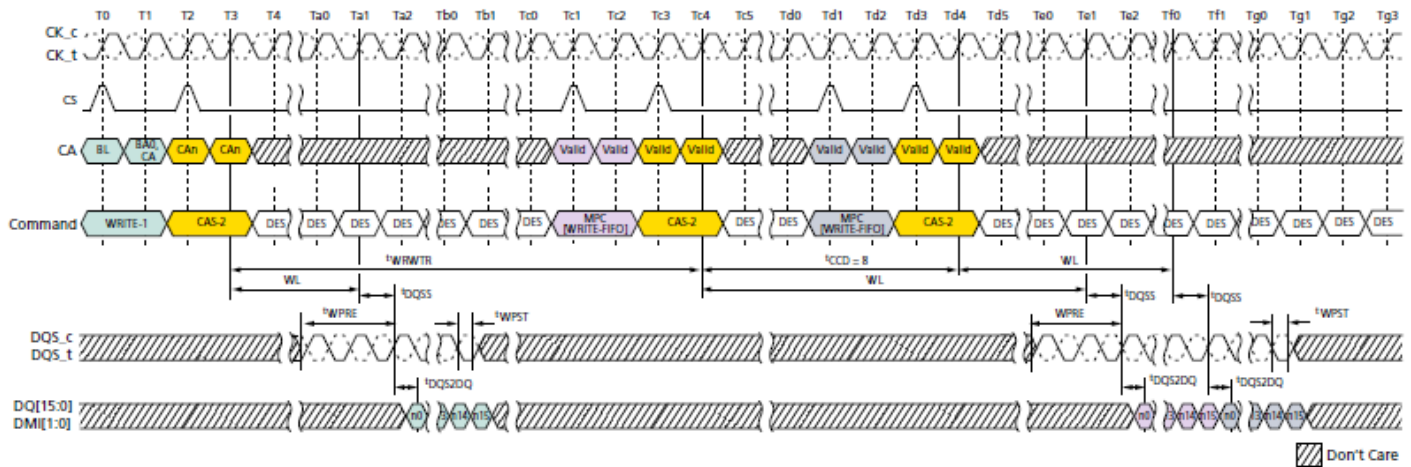 T0 T1 T2 T3 T4 Ta0 Ta1 Ta2 Tb0 Tb1 Tc0 Tc1 Tc2 Tc3 Tc4 Tc5 Td0 Td1 Td2 Td3 Td4 Td5 Te0 Te1 Te2 Tf0 Tf1 Tg0 Tg1 Tg2 Tg3
CK_c
CK_t
CS
CA BL BA0, CA CAn CAn Valid Valid Valid Valid Valid Valid Valid Valid
Command WRITE-1 CAS-2 DES DES DES DES DES DES DES MPC [WRITE-FIFO] CAS-2 DES DES MPC [WRITE-FIFO] CAS-2 DES DES DES DES DES DES DES DES DES DES
tWRWTR tCCD = 8 WL
WL WL
tDQSS tDQSS tDQSS
tWPRE tWPST WPRE tWPST
DQS_c
DQS_t
tDQS2DQ tDQS2DQ tDQS2DQ
DQ[15:0]
DMI[1:0]
n0 3 n14 n15 n0 3 n14 n15 n0 3 n14 n15
Don't Care